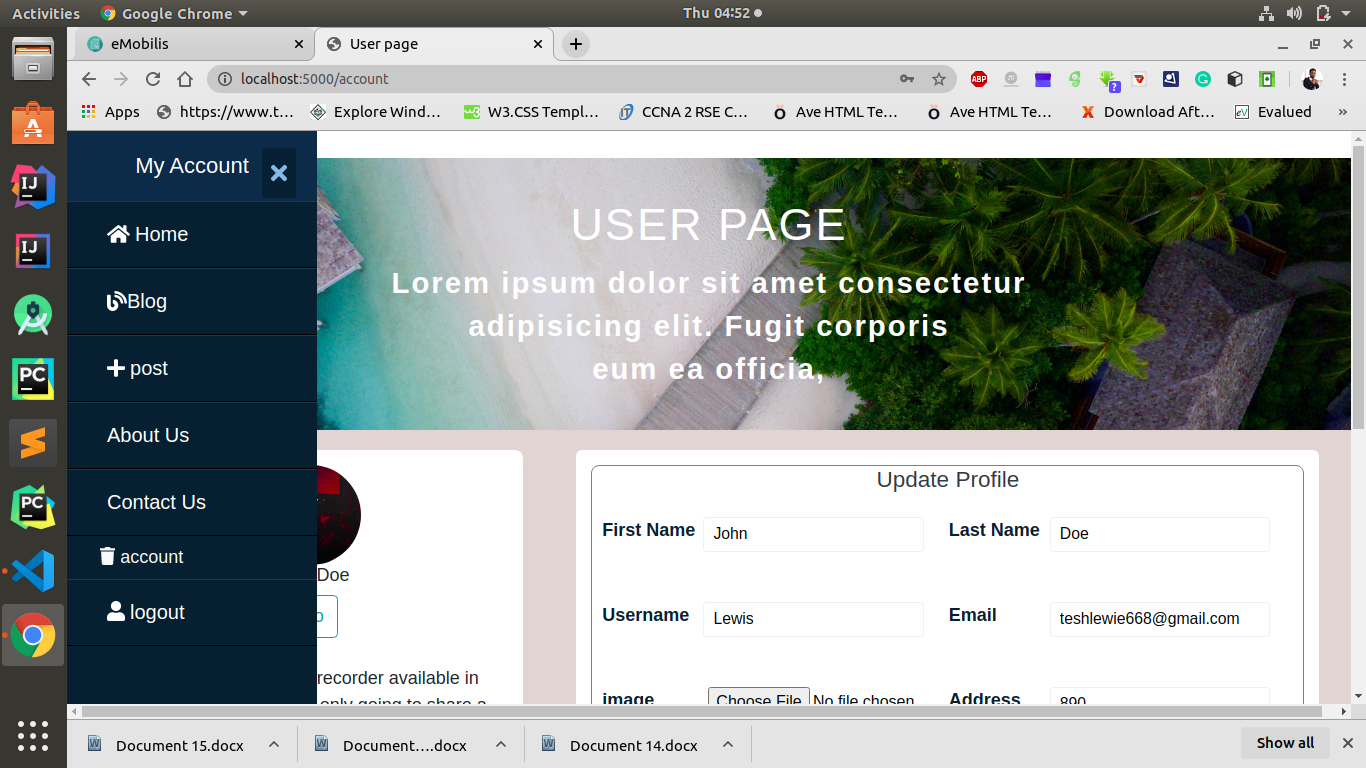 Activities Google Chrome Thu 04:52
eMobilis User page
localhost:5000/account
ABP ?
Apps https://www.t… Explore Wind… W3.CSS Templ… CCNA 2 RSE C… Ave HTML Te… Ave HTML Te… Download Aft… Evalued »
My Account
Home
Blog
post
About Us
Contact Us
account
logout
USER PAGE
Lorem ipsum dolor sit amet consectetur
adipisicing elit. Fugit corporis
eum ea officia,
Doe
recorder available in
only going to share a
Update Profile
First Name John Last Name Doe
Username Lewis Email teshlewie668@gmail.com
image Choose File No file chosen Address 890
IJ
IJ
PC
PC
Document 15.docx Document….docx Document 14.docx Show all